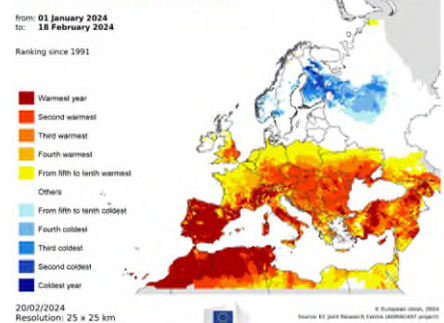 from: 01 January 2024
to: 18 February 2024
Ranking since 1991
Warmest year
Second warmest
Third warmest
Fourth warmest
From fifth to tenth warmest
Others
From fifth to tenth coldest
Fourth coldest
Third coldest
Second coldest
Coldest year
20/02/2024
Resolution: 25 x 25 km
© European Union, 2024
Source: EC Joint Research Centre (AGRI4CAST project)